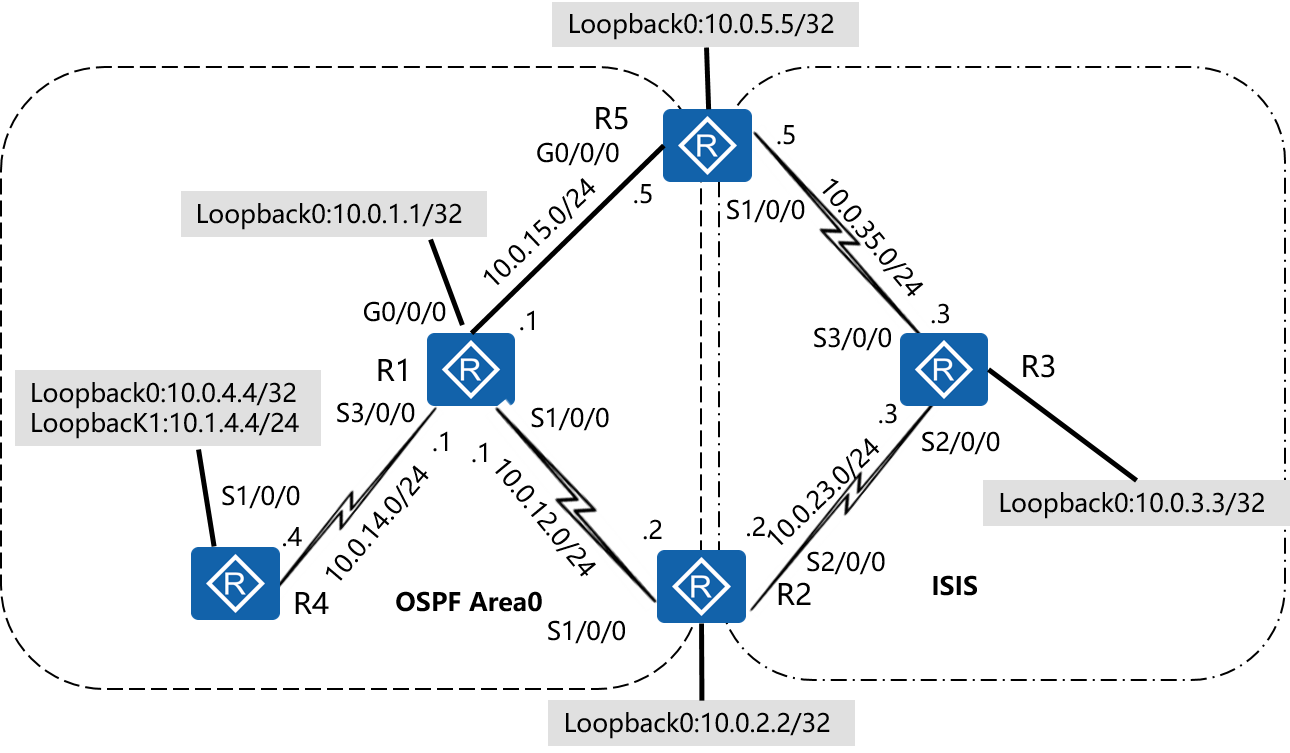 Loopback0:10.0.5.5/32
R5
R
.5
G0/0/0
.5
10.0.15.0/24
S1/0/0
10.0.35.0/24
Loopback0:10.0.1.1/32
G0/0/0
.1
.3
S3/0/0
R1
R
R
R3
Loopback0:10.0.4.4/32
LoopbacK1:10.1.4.4/24
S3/0/0
S1/0/0
.3
S2/0/0
.1
.1
10.0.14.0/24
10.0.12.0/24
10.0.23.0/24
S1/0/0
Loopback0:10.0.3.3/32
.4
.2
.2
S2/0/0
R
R4
OSPF Area0
R
R2
ISIS
S1/0/0
Loopback0:10.0.2.2/32